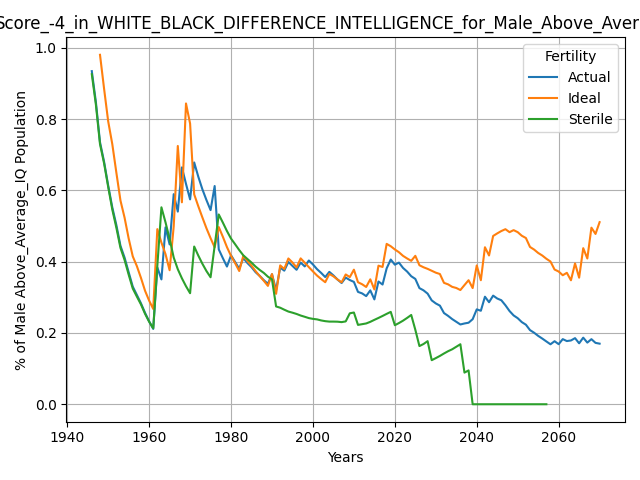 Score_-4_in_WHITE_BLACK_DIFFERENCE_INTELLIGENCE_for_Male_Above_Aver
% of Male Above_Average_IQ Population
1.0
0.8
0.6
0.4
0.2
0.0
Fertility
Actual
Ideal
Sterile
1940
1960
1980
2000
2020
2040
2060
Years